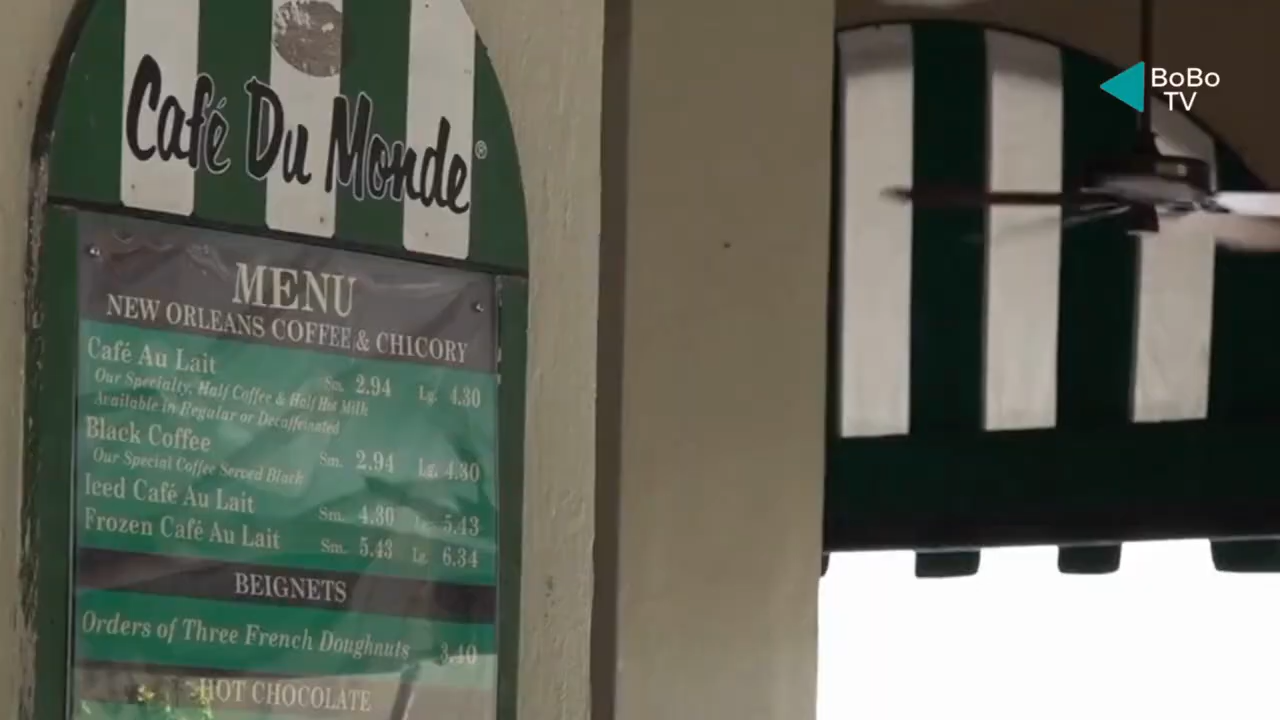 Café Du Monde®
MENU
NEW ORLEANS COFFEE & CHICORY
Café Au Lait Sm. 2.94 Lg. 4.30
Our Specialty, Half Coffee & Half Hot Milk
Available in Regular or Decaffeinated
Black Coffee Sm. 2.94 Lg. 4.30
Our Special Coffee Served Black
Iced Café Au Lait Sm. 4.30 Lg. 5.43
Frozen Café Au Lait Sm. 5.43 Lg. 6.34
BEIGNETS
Orders of Three French Doughnuts 3.40
HOT CHOCOLATE
BoBo
TV